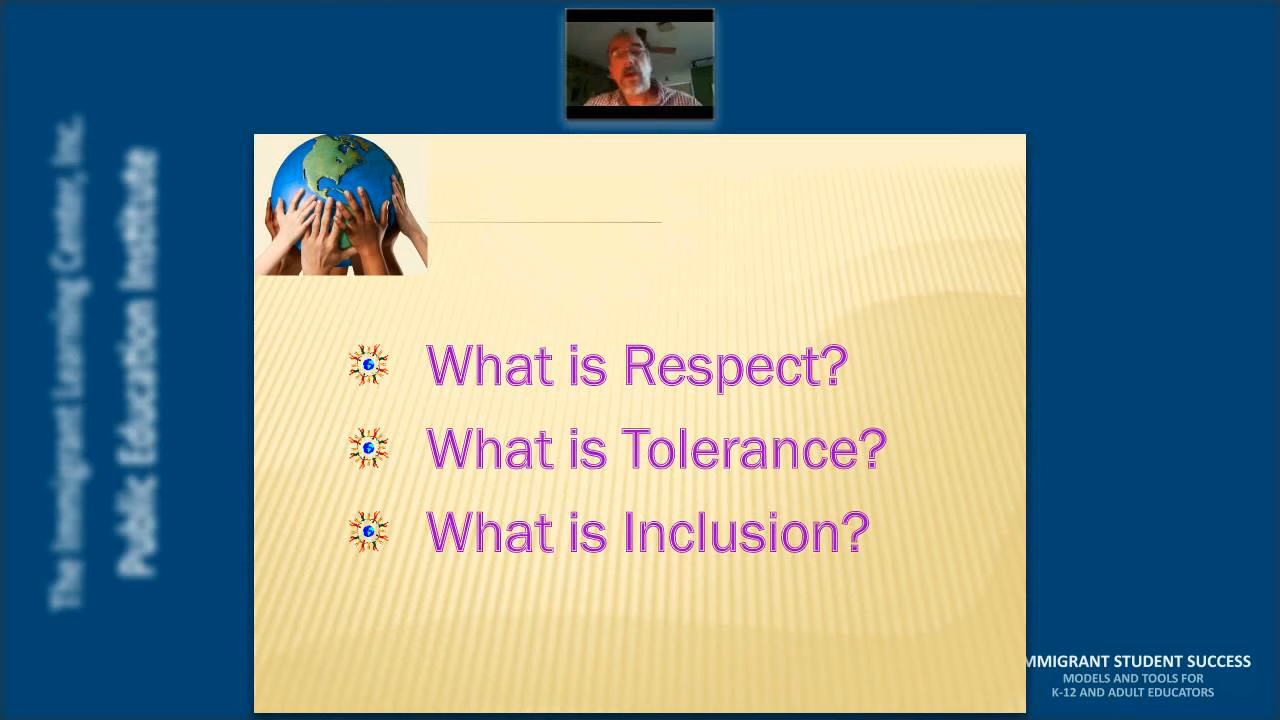 The Immigrant Learning Center, Inc.
Public Education Institute
What is Respect?
What is Tolerance?
What is Inclusion?
MMIGRANT STUDENT SUCCESS
MODELS AND TOOLS FOR
K-12 AND ADULT EDUCATORS